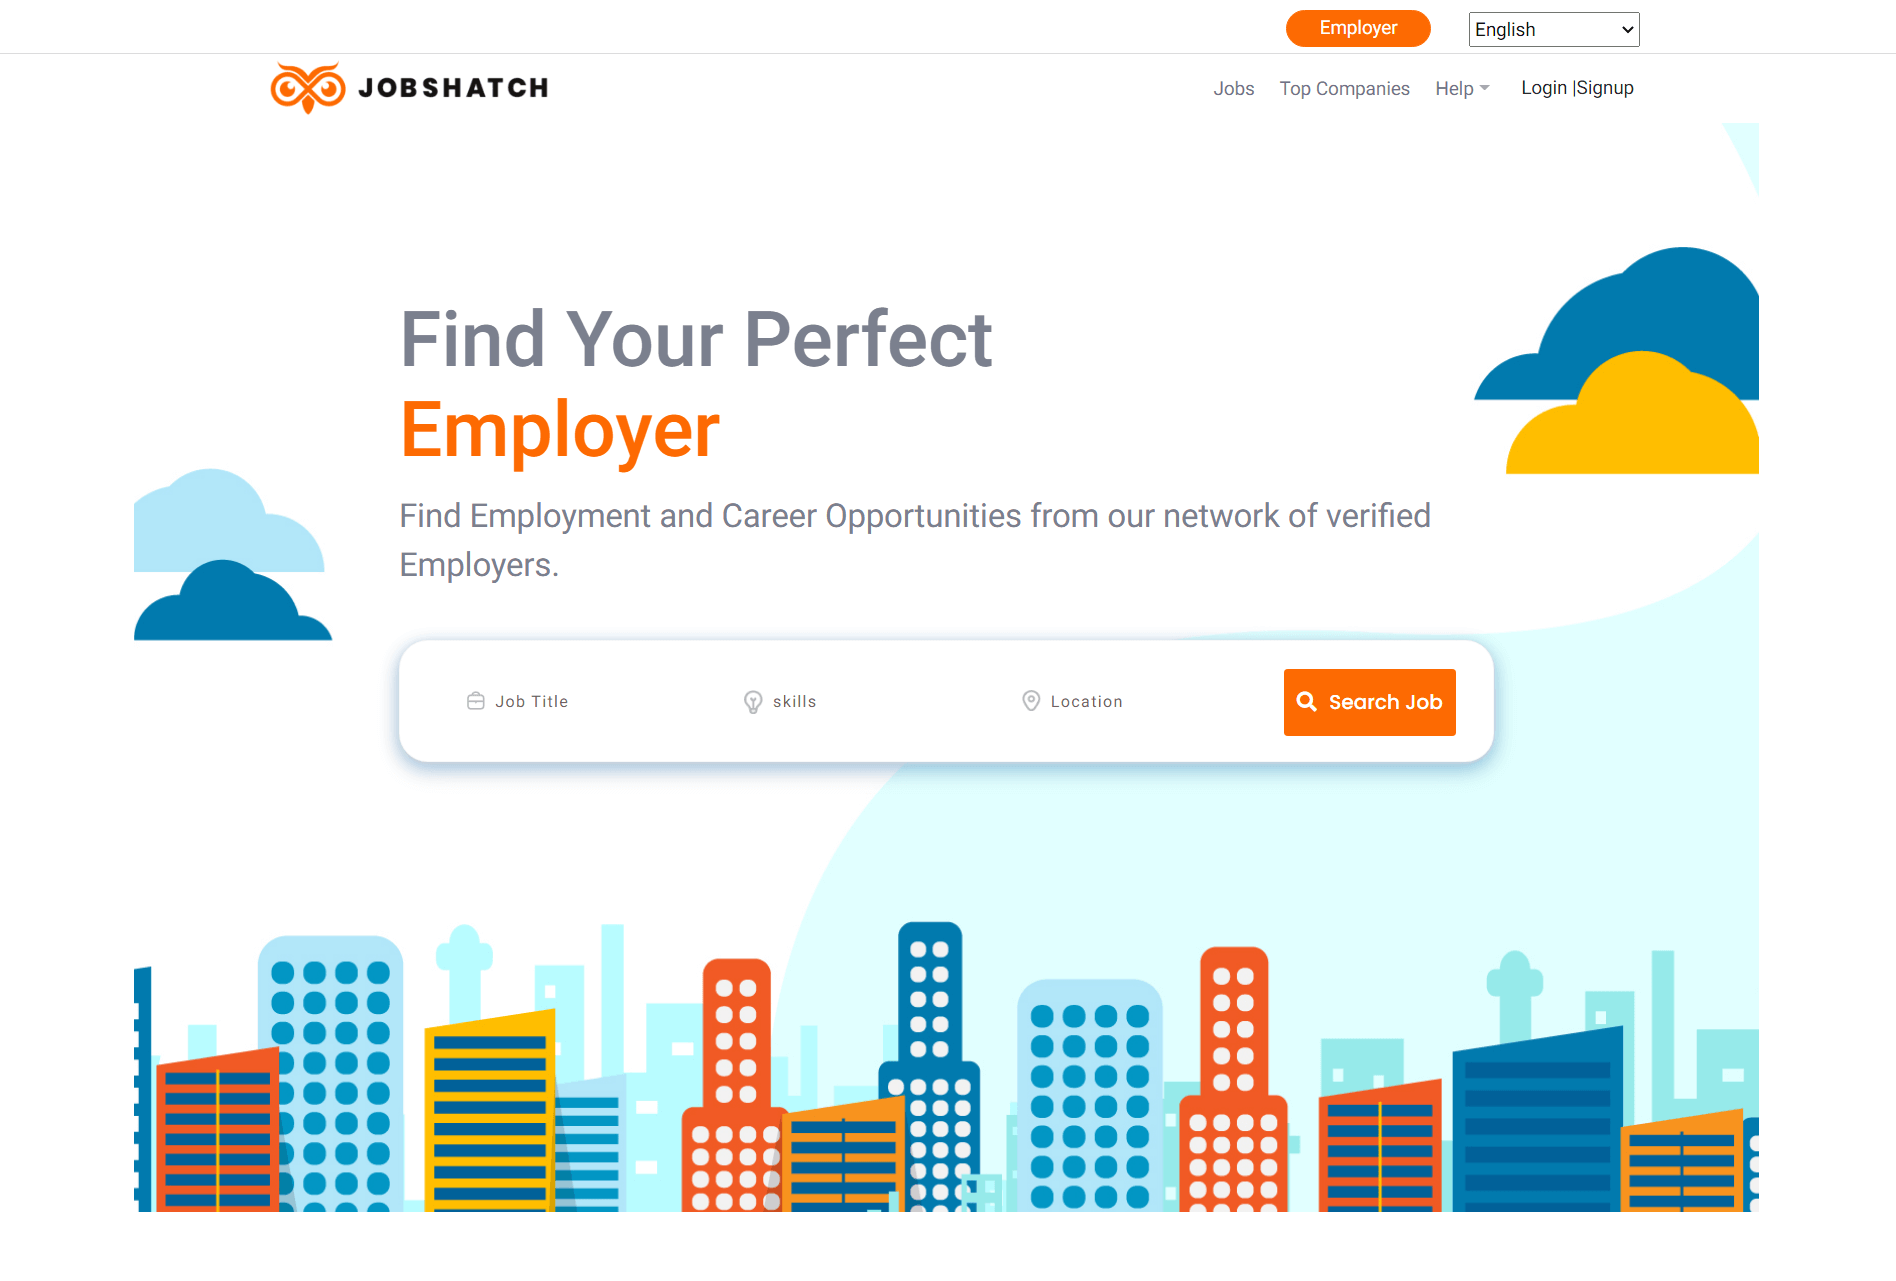 Employer
English
JOBSHATCH
Jobs Top Companies Help Login |Signup
Find Your Perfect
Employer
Find Employment and Career Opportunities from our network of verified
Employers.
Job Title skills Location Search Job